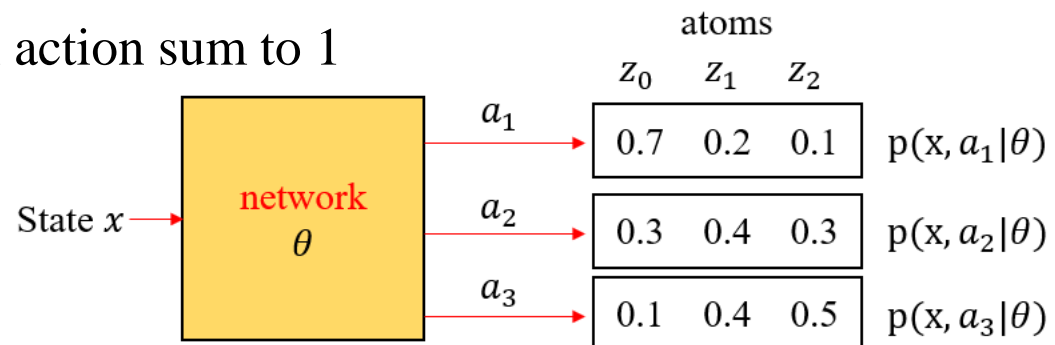 action sum to 1
atoms
z₀ z₁ z₂
a₁
0.7 0.2 0.1 p(x, a₁|θ)
State x
network
θ
a₂
0.3 0.4 0.3 p(x, a₂|θ)
a₃
0.1 0.4 0.5 p(x, a₃|θ)